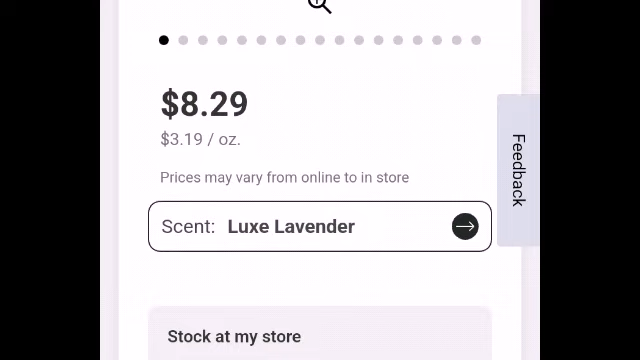 $8.29
$3.19 / oz.
Prices may vary from online to in store
Scent: Luxe Lavender
Feedback
Stock at my store